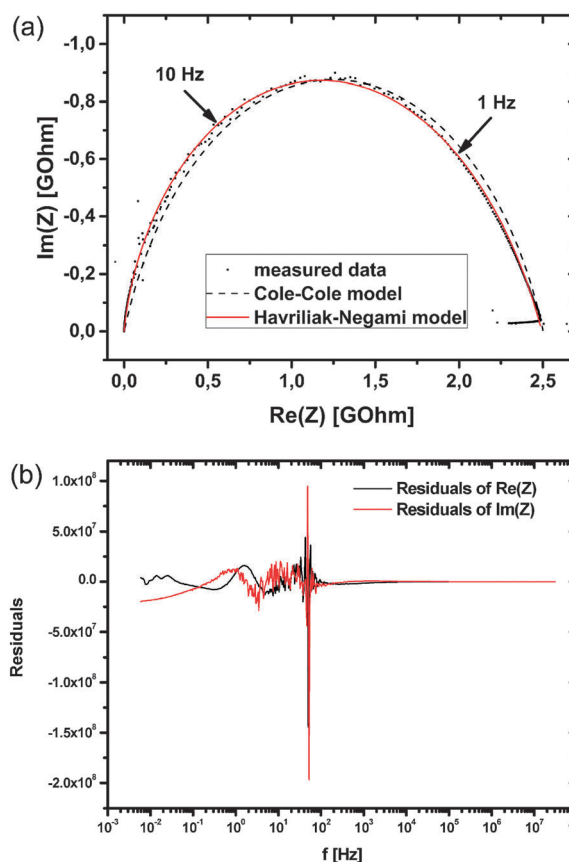 (a)
-1,0
-0,8
-0,6
-0,4
-0,2
0,0
Im(Z) [GOhm]
10 Hz
1 Hz
measured data
Cole-Cole model
Havriliak-Negami model
0,0 0,5 1,0 1,5 2,0 2,5
Re(Z) [GOhm]
(b)
1.0x10⁸
5.0x10⁷
0.0
-5.0x10⁷
-1.0x10⁸
-1.5x10⁸
-2.0x10⁸
Residuals
Residuals of Re(Z)
Residuals of Im(Z)
10⁻³ 10⁻² 10⁻¹ 10⁰ 10¹ 10² 10³ 10⁴ 10⁵ 10⁶ 10⁷
f [Hz]